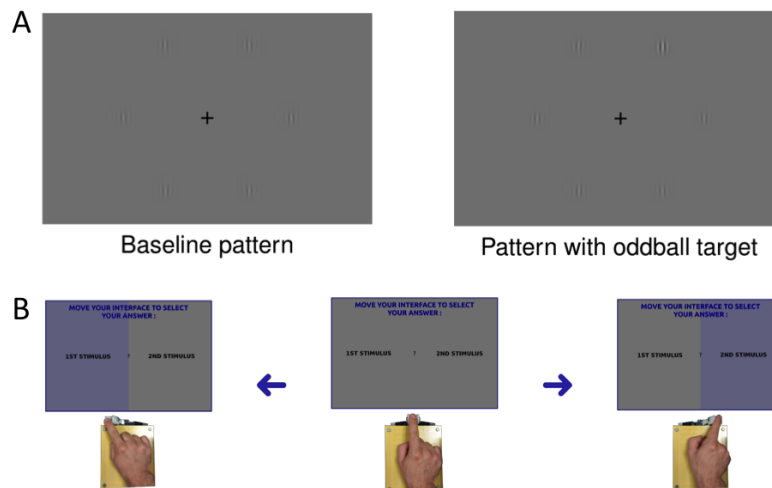 A
Baseline pattern
Pattern with oddball target
B
MOVE YOUR INTERFACE TO SELECT
YOUR ANSWER :
1ST STIMULUS ? 2ND STIMULUS
MOVE YOUR INTERFACE TO SELECT
YOUR ANSWER :
1ST STIMULUS ? 2ND STIMULUS
MOVE YOUR INTERFACE TO SELECT
YOUR ANSWER :
1ST STIMULUS ? 2ND STIMULUS